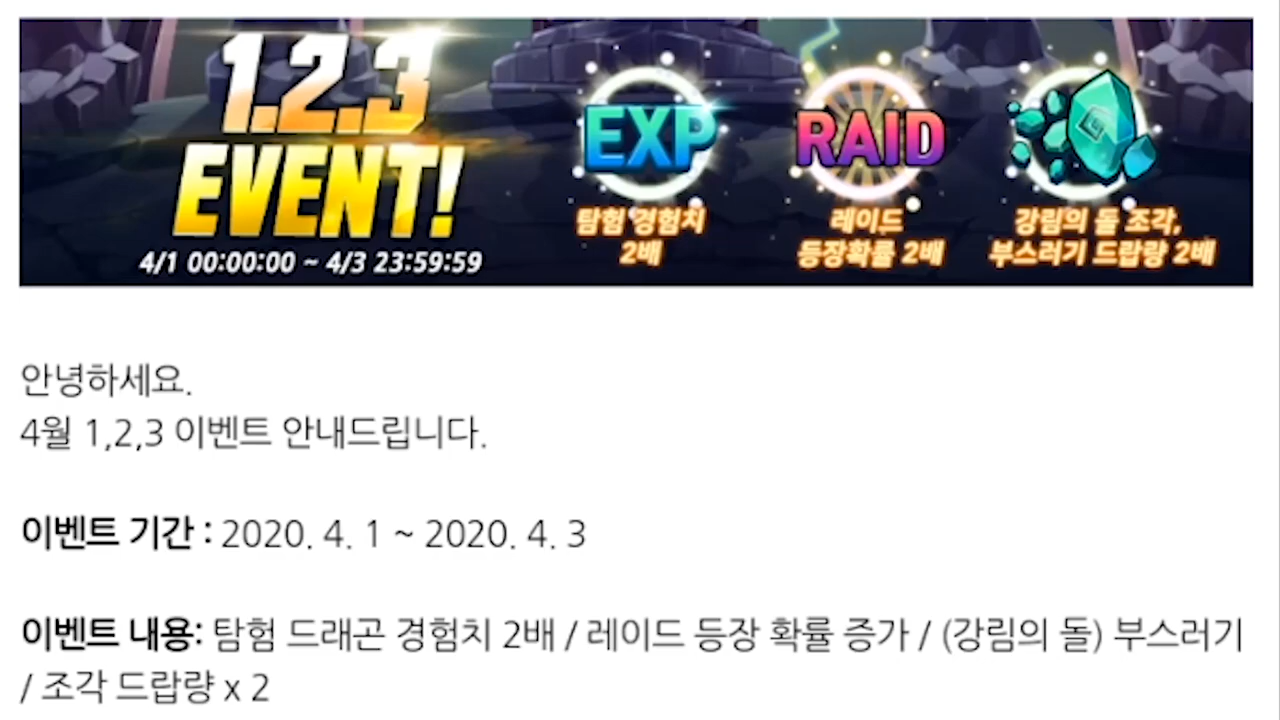 1.2.3
EVENT!
4/1 00:00:00 ~ 4/3 23:59:59
EXP
탐험 경험치
2배
RAID
레이드
등장확률 2배
강림의 돌 조각,
부스러기 드랍량 2배
안녕하세요.
4월 1,2,3 이벤트 안내드립니다.
이벤트 기간 : 2020. 4. 1 ~ 2020. 4. 3
이벤트 내용: 탐험 드래곤 경험치 2배 / 레이드 등장 확률 증가 / (강림의 돌) 부스러기
/ 조각 드랍량 x 2